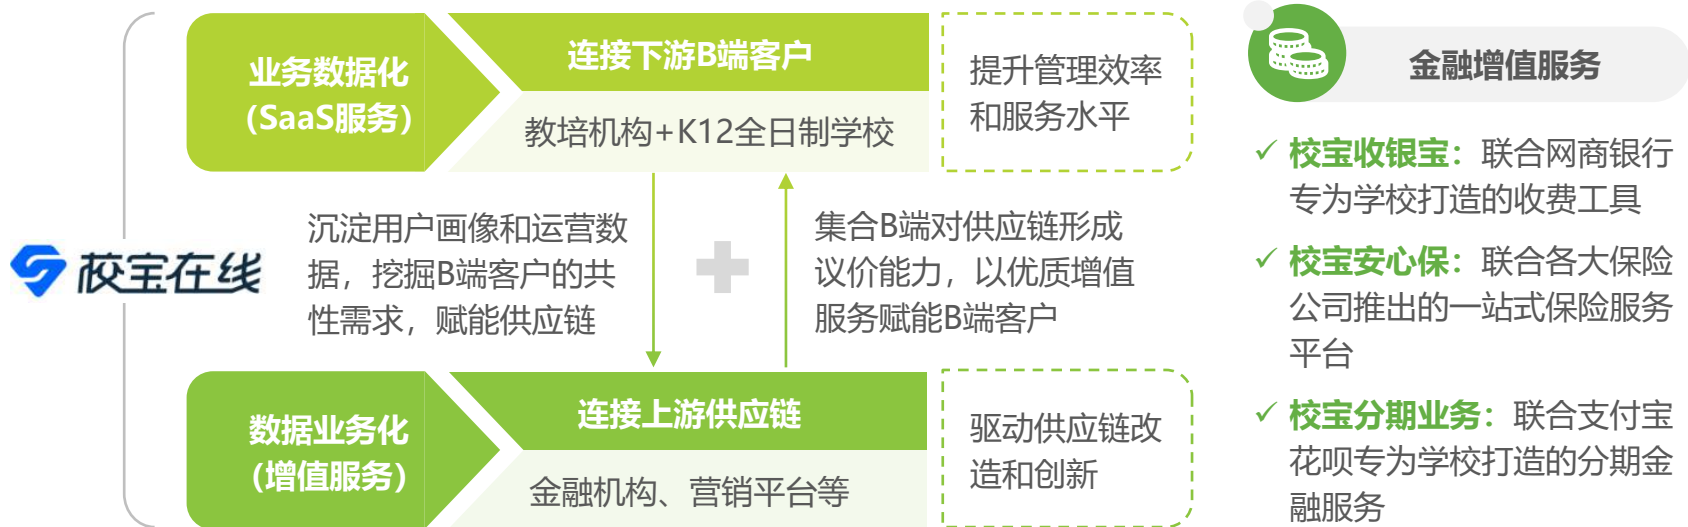 业务数据化
（SaaS服务）
连接下游B端客户
教培机构+K12全日制学校
提升管理效率
和服务水平
校宝在线
沉淀用户画像和运营数
据，挖掘B端客户的共
性需求，赋能供应链
集合B端对供应链形成
议价能力，以优质增值
服务赋能B端客户
数据业务化
（增值服务）
连接上游供应链
金融机构、营销平台等
驱动供应链改
造和创新
金融增值服务
✓ 校宝收银宝：联合网商银行
专为学校打造的收费工具
✓ 校宝安心保：联合各大保险
公司推出的一站式保险服务
平台
✓ 校宝分期业务：联合支付宝
花呗专为学校打造的分期金
融服务